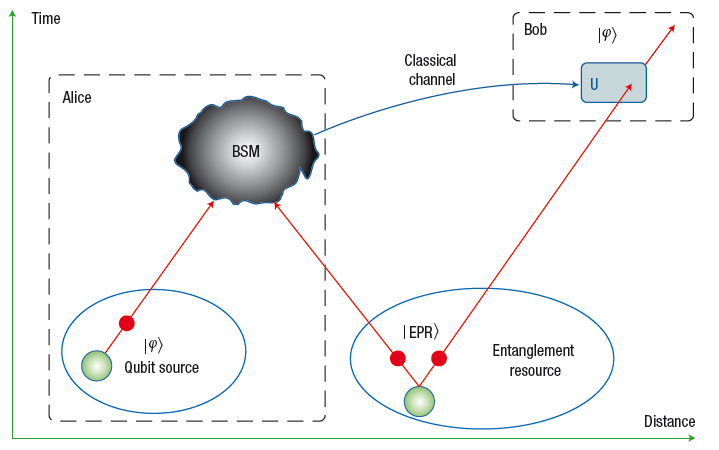 Time
Bob
|φ⟩
Classical
channel
U
Alice
BSM
|EPR⟩
|φ⟩
Qubit source
Entanglement
resource
Distance